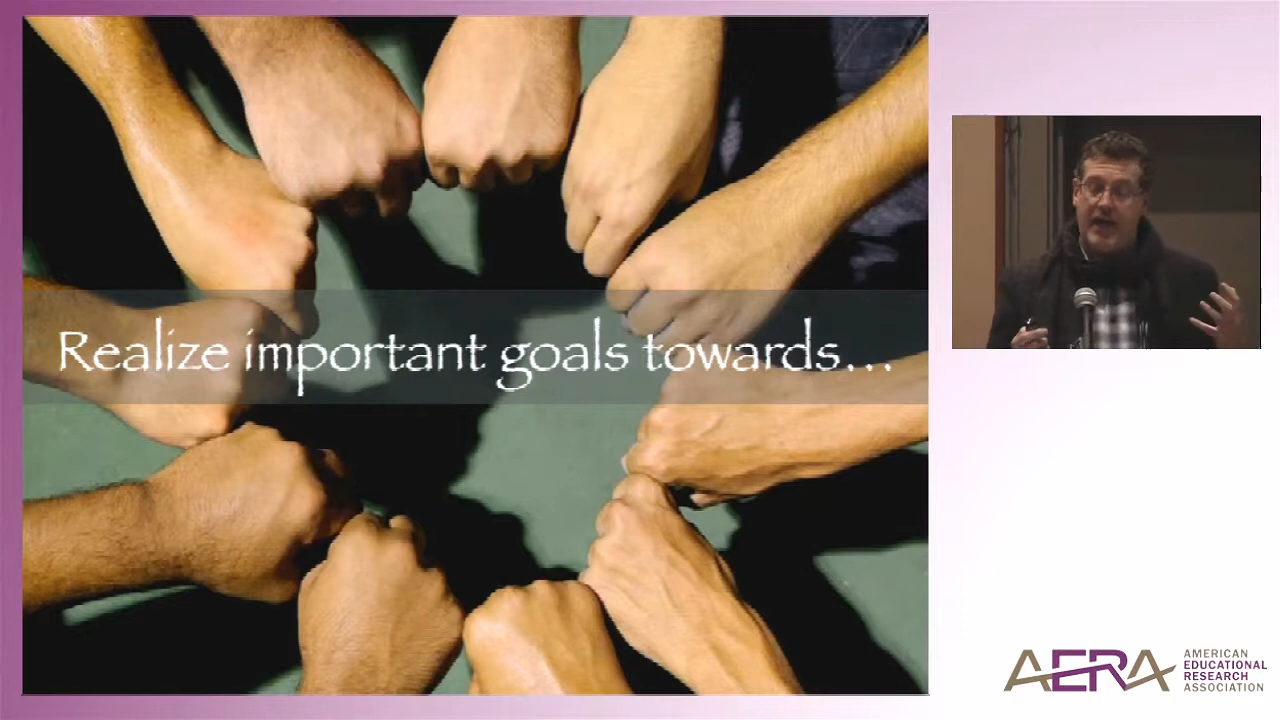 Realize important goals towards...
AERA
AMERICAN
EDUCATIONAL
RESEARCH
ASSOCIATION